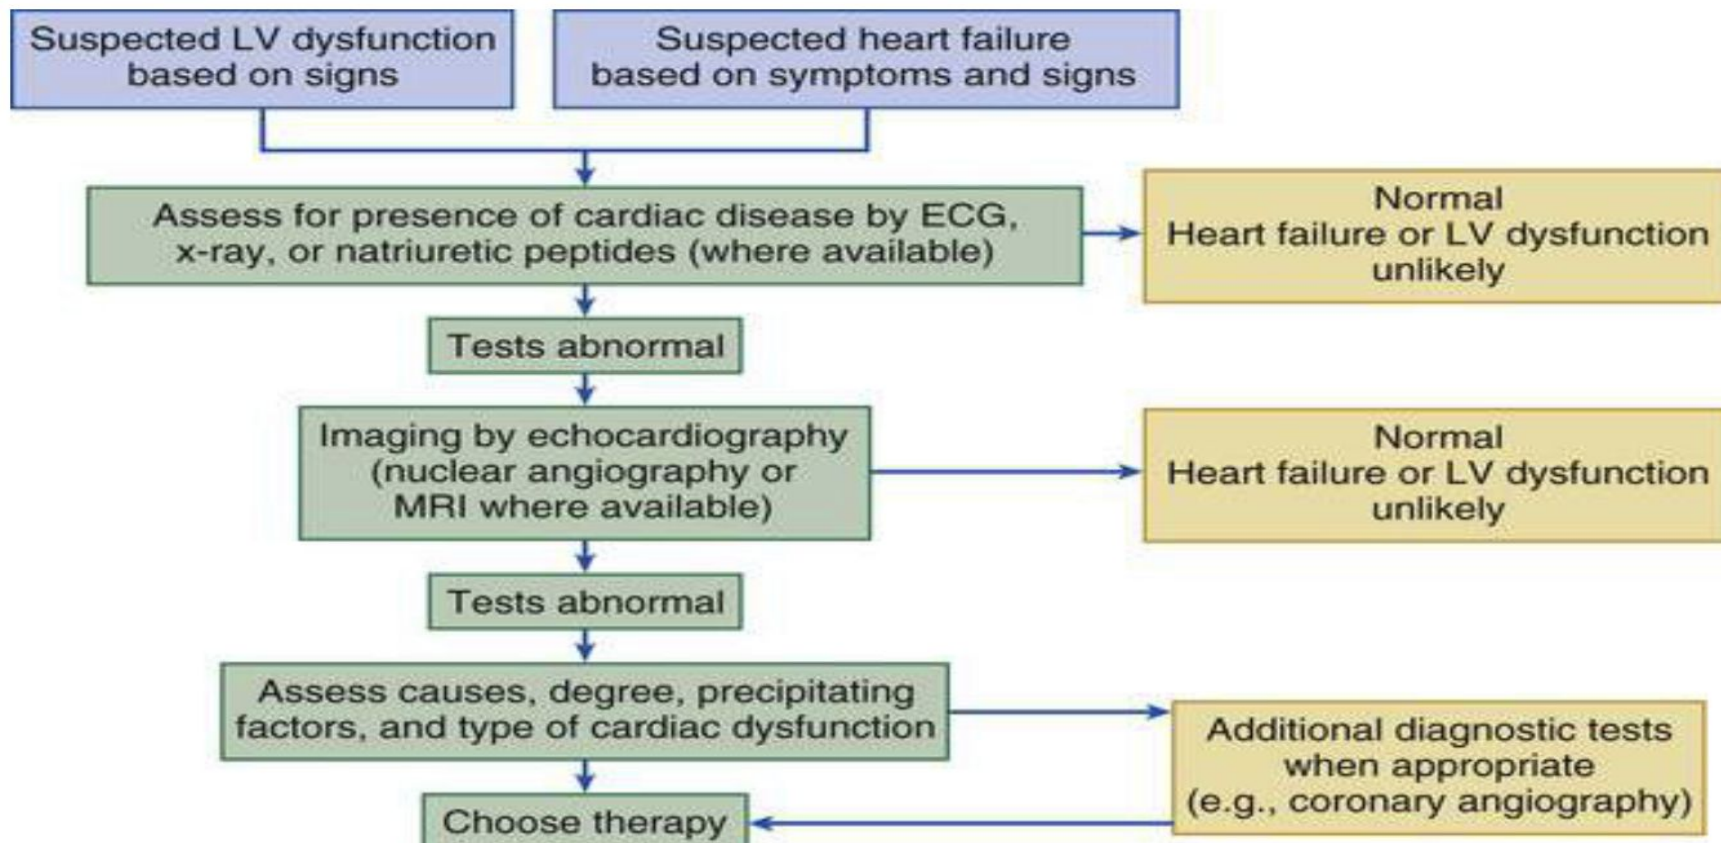 Suspected LV dysfunction
based on signs
Suspected heart failure
based on symptoms and signs
Assess for presence of cardiac disease by ECG,
x-ray, or natriuretic peptides (where available)
Normal
Heart failure or LV dysfunction
unlikely
Tests abnormal
Imaging by echocardiography
(nuclear angiography or
MRI where available)
Normal
Heart failure or LV dysfunction
unlikely
Tests abnormal
Assess causes, degree, precipitating
factors, and type of cardiac dysfunction
Additional diagnostic tests
when appropriate
(e.g., coronary angiography)
Choose therapy